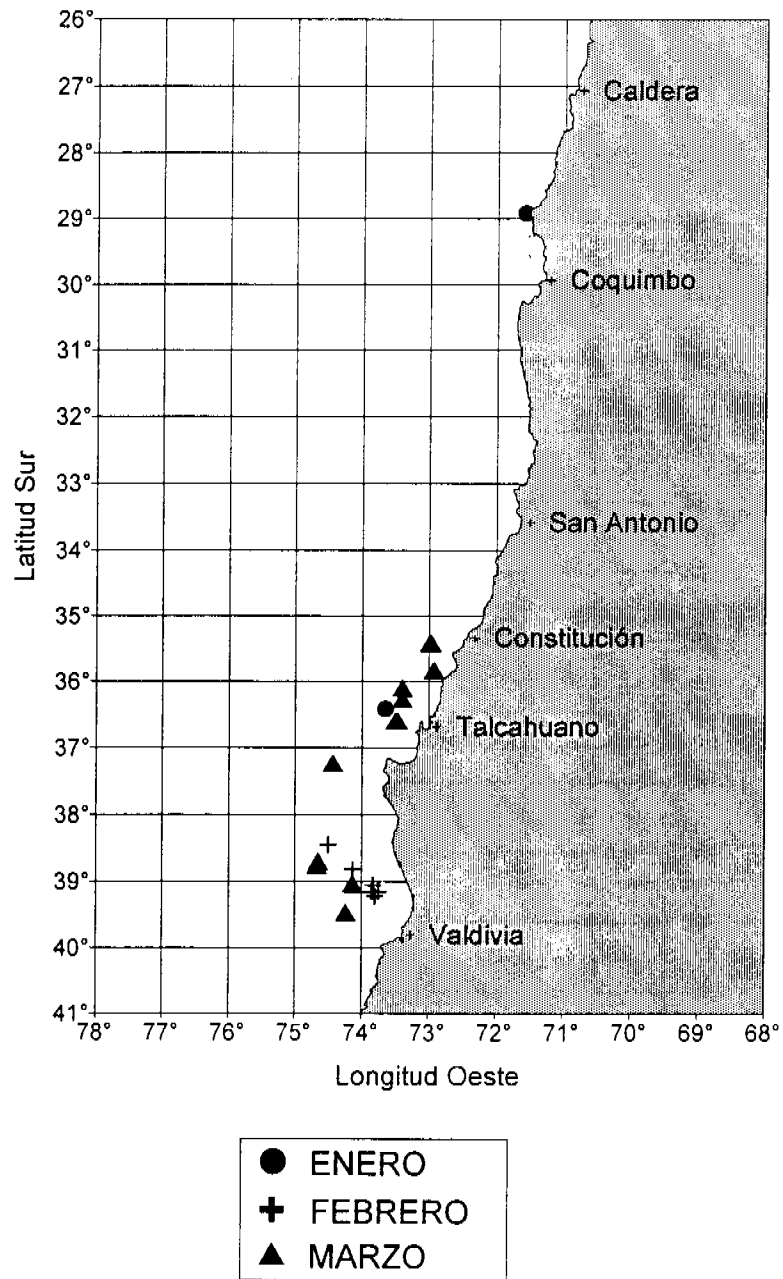 26°
27°
28°
29°
30°
31°
32°
33°
34°
35°
36°
37°
38°
39°
40°
41°
Latitud Sur
Caldera
Coquimbo
San Antonio
Constitución
Talcahuano
Valdivia
78° 77° 76° 75° 74° 73° 72° 71° 70° 69° 68°
Longitud Oeste
ENERO
FEBRERO
MARZO